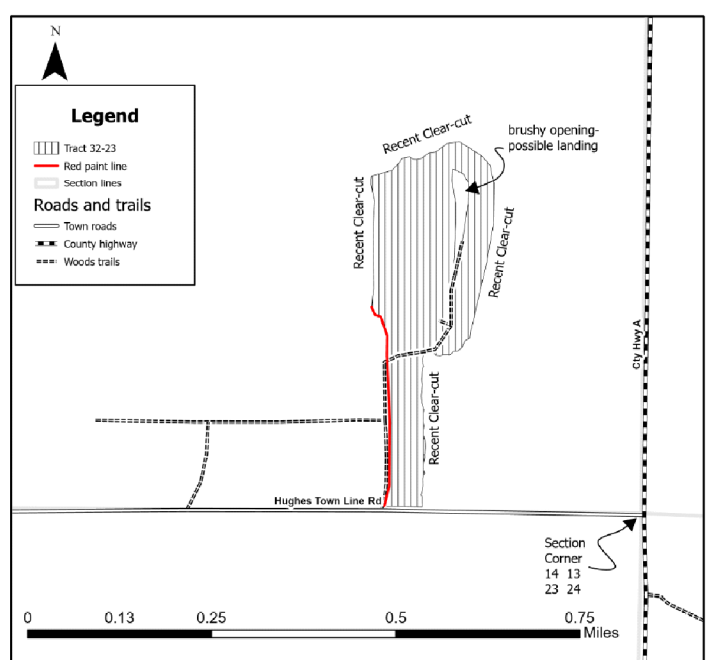 N
Legend
Tract 32-23
Red paint line
Section lines
Roads and trails
Town roads
County highway
Woods trails
Recent Clear-cut
brushy opening-
possible landing
Recent Clear-cut
Recent Clear-cut
Cty Hwy A
Recent Clear-cut
Hughes Town Line Rd
Section
Corner
14 13
23 24
0 0.13 0.25 0.5 0.75
Miles